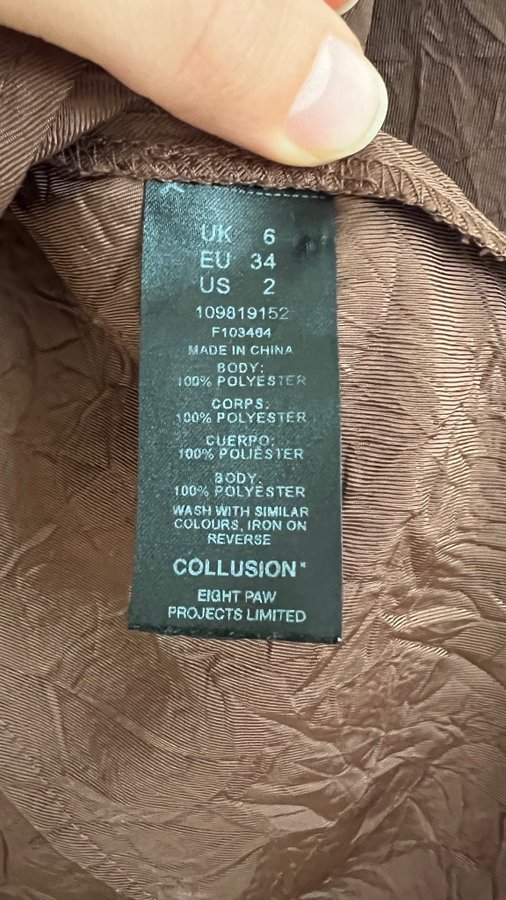 UK 6
EU 34
US 2
109819152
F103464
MADE IN CHINA
BODY:
100% POLYESTER
CORPS:
100% POLYESTER
CUERPO:
100% POLIESTER
BODY:
100% POLYESTER
WASH WITH SIMILAR
COLOURS, IRON ON
REVERSE
COLLUSION*
EIGHT PAW
PROJECTS LIMITED